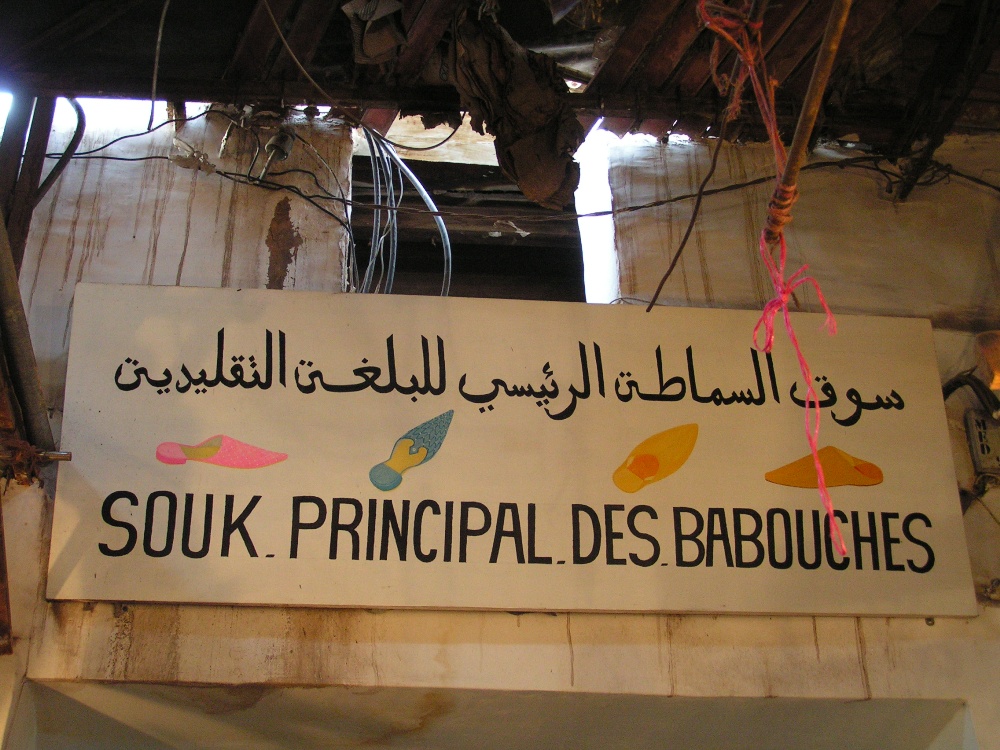 سوق السماطة الرئيسي للبلغة التقليدية
SOUK. PRINCIPAL. DES. BABOUCHES